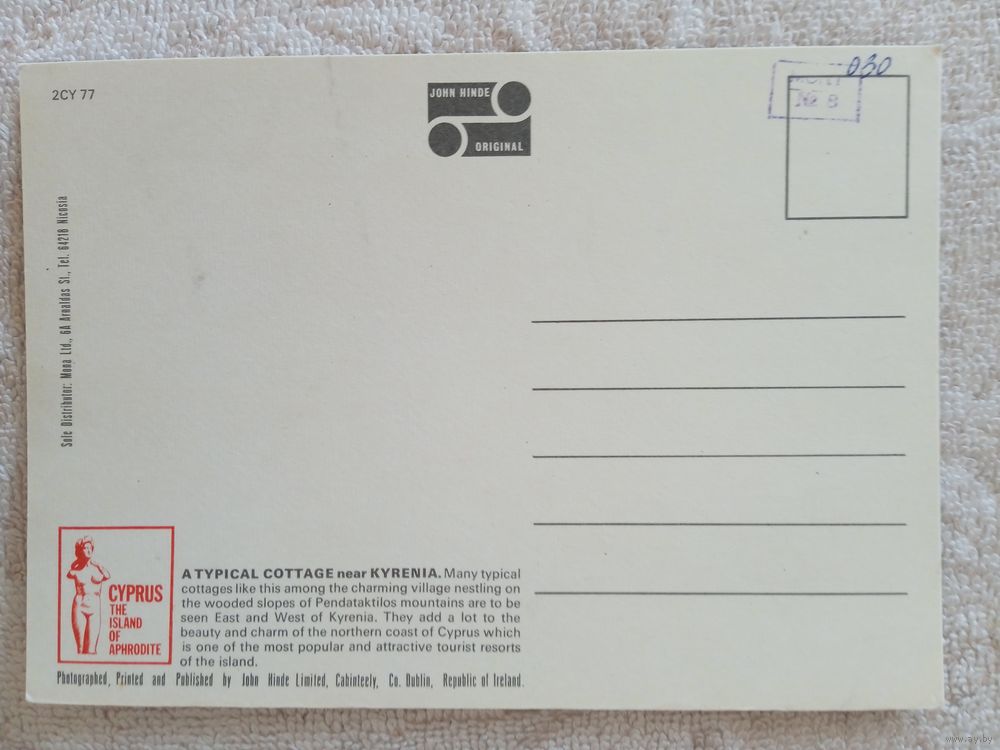 2CY 77
JOHN HINDE
ORIGINAL
030
№ 8
Sole Distributor: Mona Ltd., 6A Arnaldas St., Tel. 64218 Nicosia
CYPRUS
THE
ISLAND
OF
APHRODITE
A TYPICAL COTTAGE near KYRENIA. Many typical
cottages like this among the charming village nestling on
the wooded slopes of Pendataktilos mountains are to be
seen East and West of Kyrenia. They add a lot to the
beauty and charm of the northern coast of Cyprus which
is one of the most popular and attractive tourist resorts
of the island.
Photographed, Printed and Published by John Hinde Limited, Cabinteely, Co. Dublin, Republic of Ireland.
www.ay.by